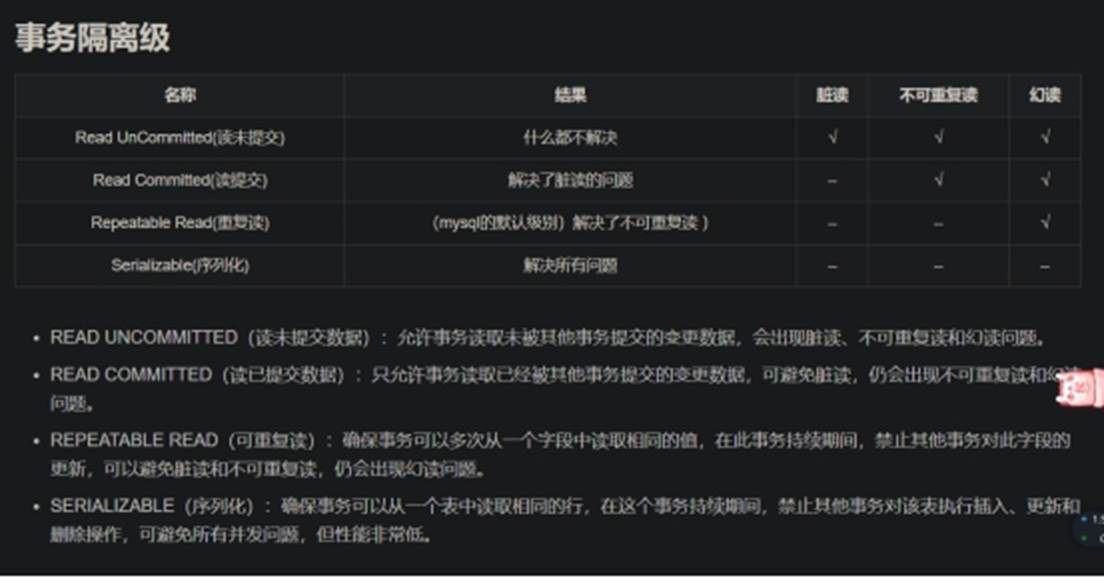 事务隔离级
名称 结果 脏读 不可重复读 幻读
Read UnCommitted(读未提交) 什么都不解决 √ √ √
Read Committed(读提交) 解决了脏读的问题 – √ √
Repeatable Read(重复读) （mysql的默认级别）解决了不可重复读 ） – – √
Serializable(序列化) 解决所有问题 – – –
• READ UNCOMMITTED（读未提交数据）：允许事务读取未被其他事务提交的变更数据，会出现脏读、不可重复读和幻读问题。
• READ COMMITTED（读已提交数据）：只允许事务读取已经被其他事务提交的变更数据，可避免脏读，仍会出现不可重复读和
问题。
• REPEATABLE READ（可重复读）：确保事务可以多次从一个字段中读取相同的值，在此事务持续期间，禁止其他事务对此字段的
更新，可以避免脏读和不可重复读，仍会出现幻读问题。
• SERIALIZABLE（序列化）：确保事务可以从一个表中读取相同的行，在这个事务持续期间，禁止其他事务对该表执行插入、更新和
删除操作，可避免所有并发问题，但性能非常低。